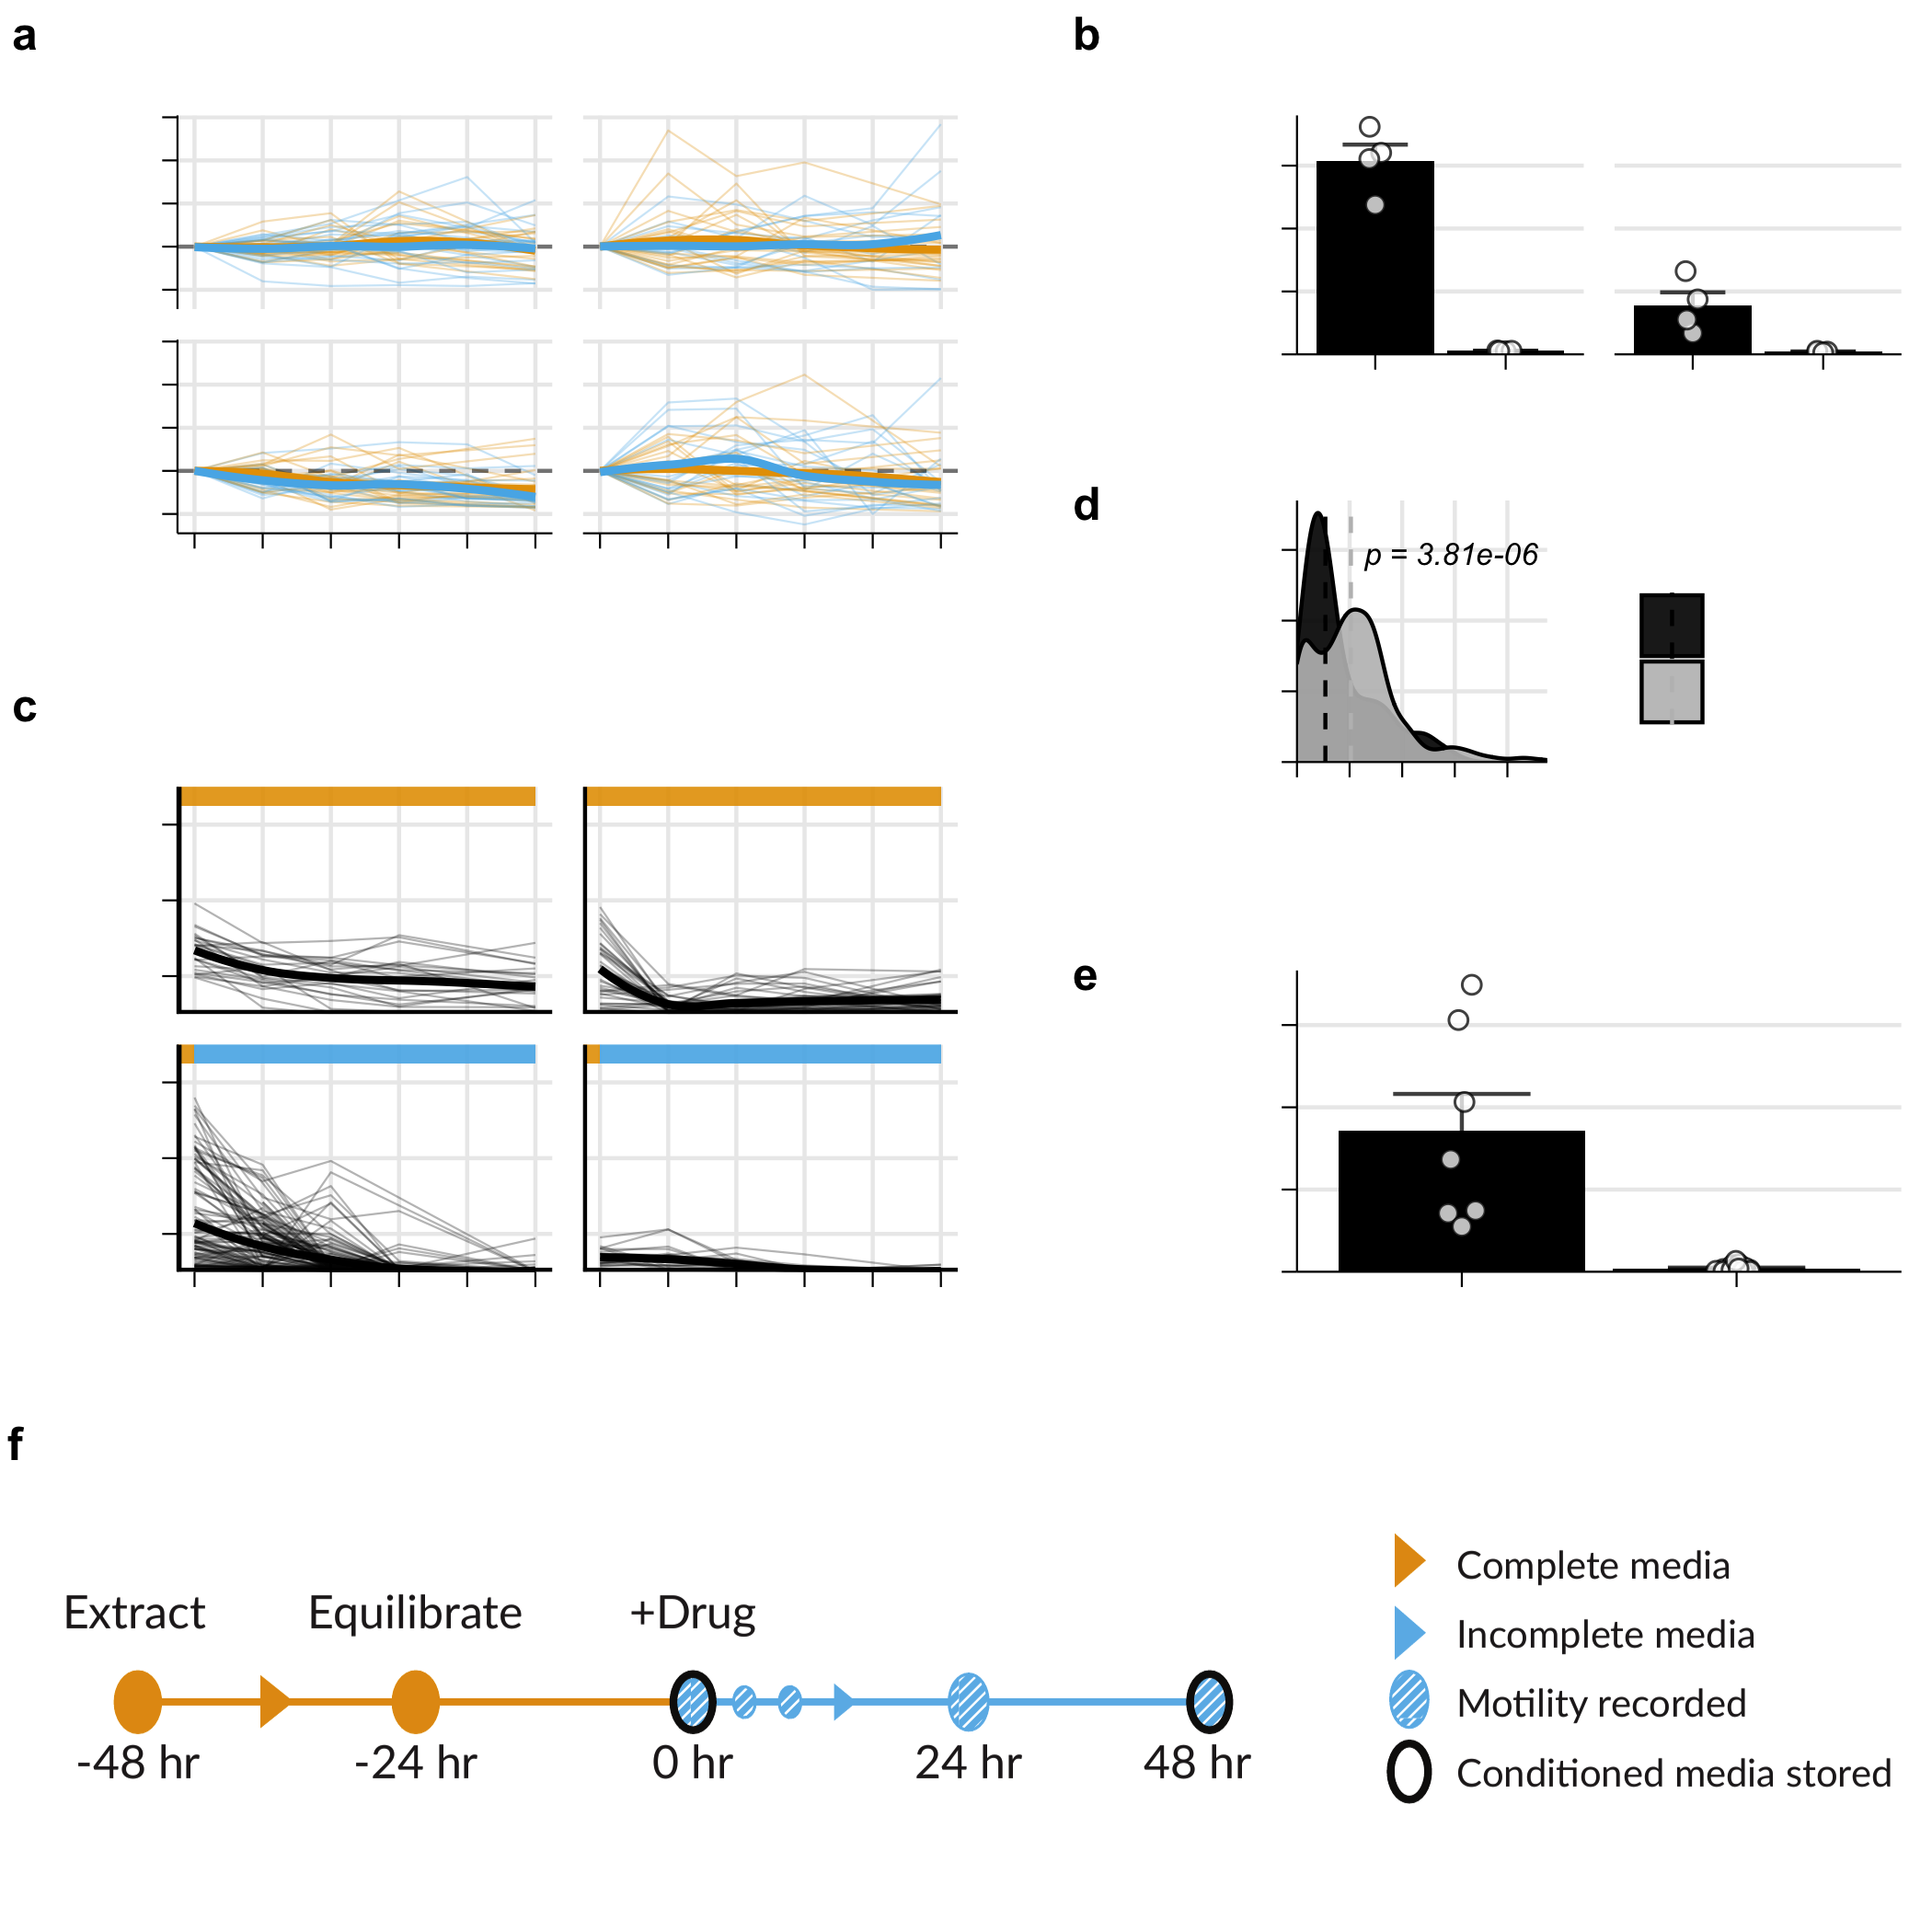 a
b
c
d
p = 3.81e-06
e
f
Extract
Equilibrate
+Drug
-48 hr
-24 hr
0 hr
24 hr
48 hr
Complete media
Incomplete media
Motility recorded
Conditioned media stored